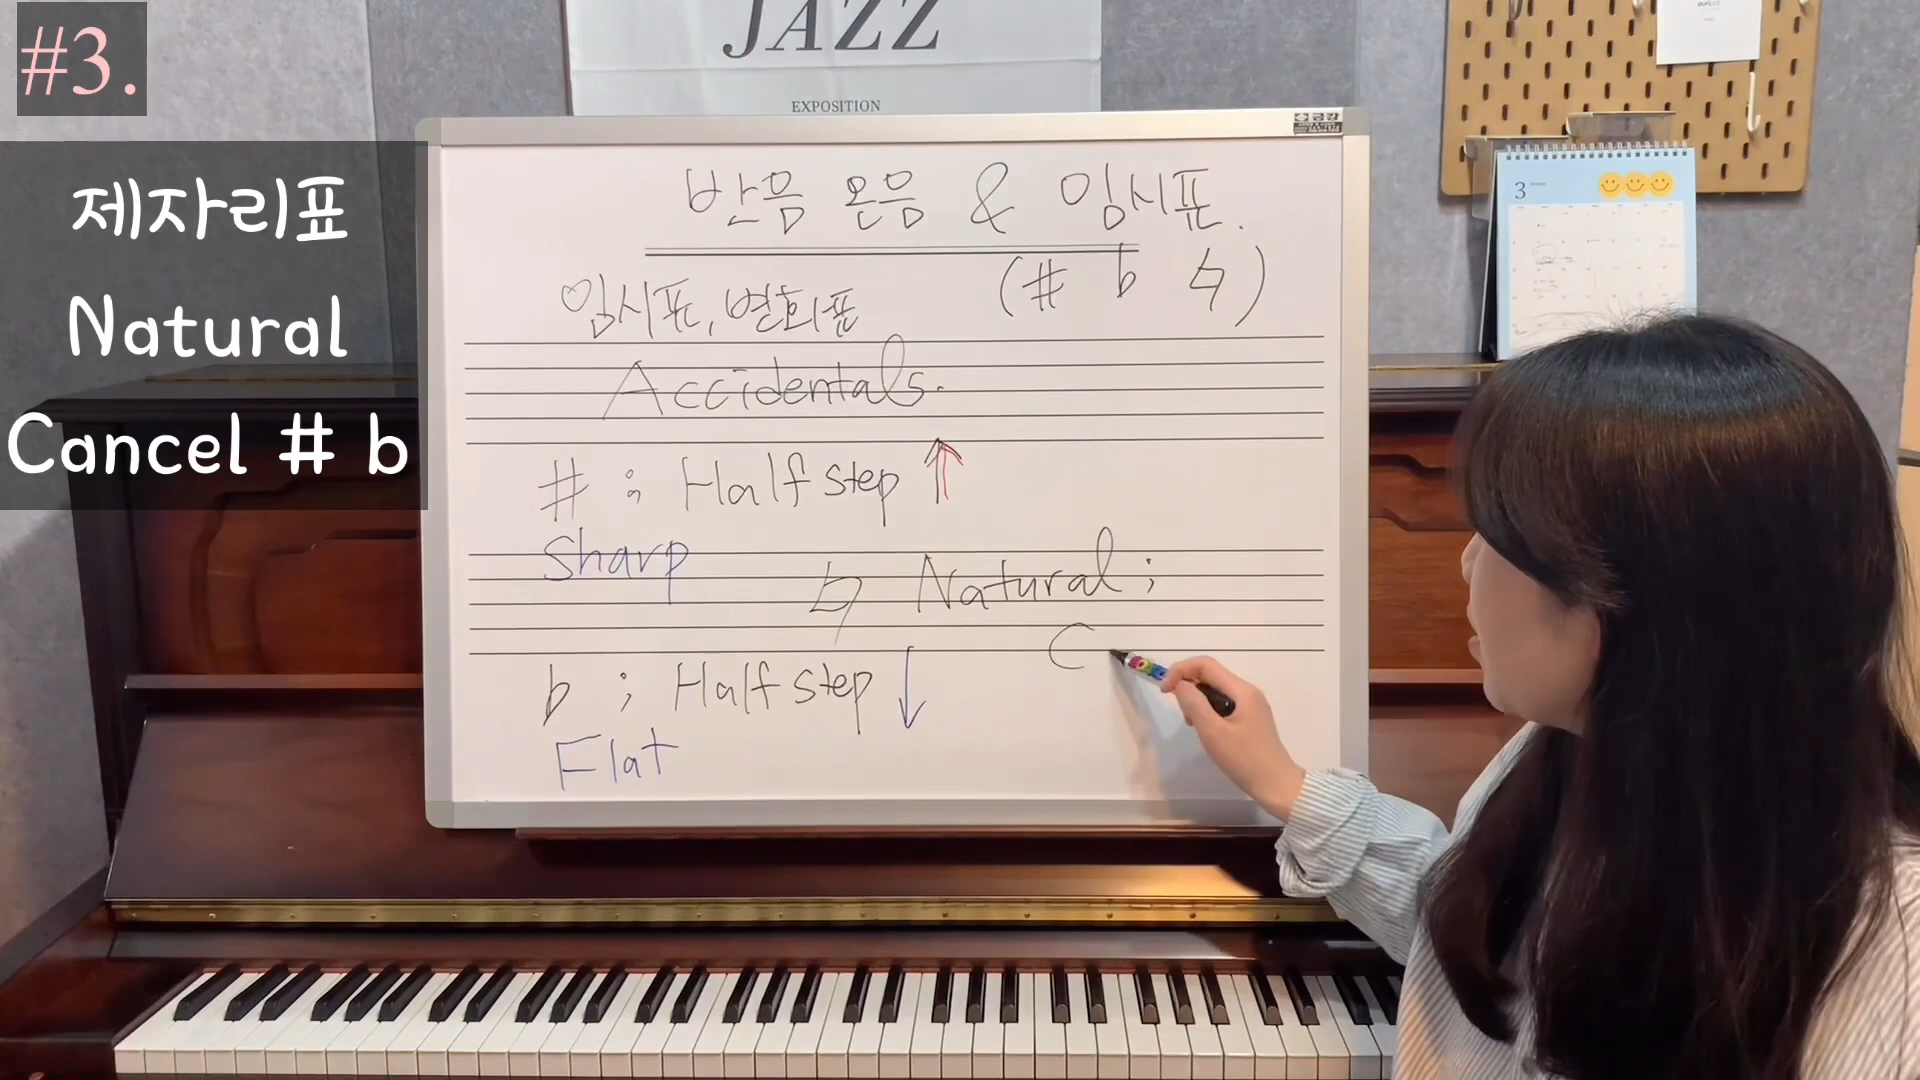 #3.
제자리표
Natural
Cancel # b
JAZZ
EXPOSITION
3
반음 온음 & 임시표.
(# b ♮)
임시표, 변화표
Accidentals.
# ; Half step ↑
Sharp
♮ Natural ;
C
b ; Half step ↓
Flat